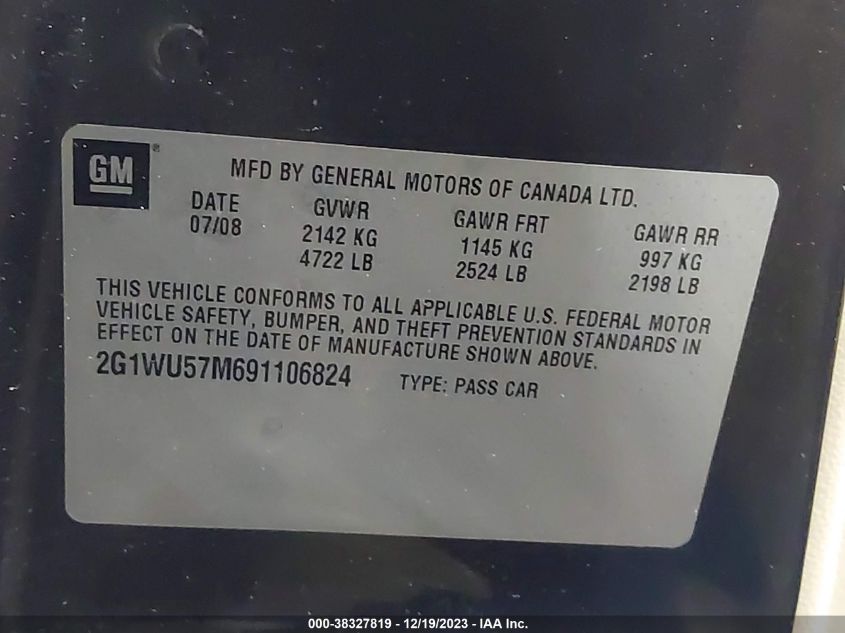 GM
MFD BY GENERAL MOTORS OF CANADA LTD.
DATE GVWR GAWR FRT GAWR RR
07/08 2142 KG 1145 KG 997 KG
4722 LB 2524 LB 2198 LB
THIS VEHICLE CONFORMS TO ALL APPLICABLE U.S. FEDERAL MOTOR
VEHICLE SAFETY, BUMPER, AND THEFT PREVENTION STANDARDS IN
EFFECT ON THE DATE OF MANUFACTURE SHOWN ABOVE.
2G1WU57M691106824 TYPE: PASS CAR
000-38327819 - 12/19/2023 - IAA Inc.